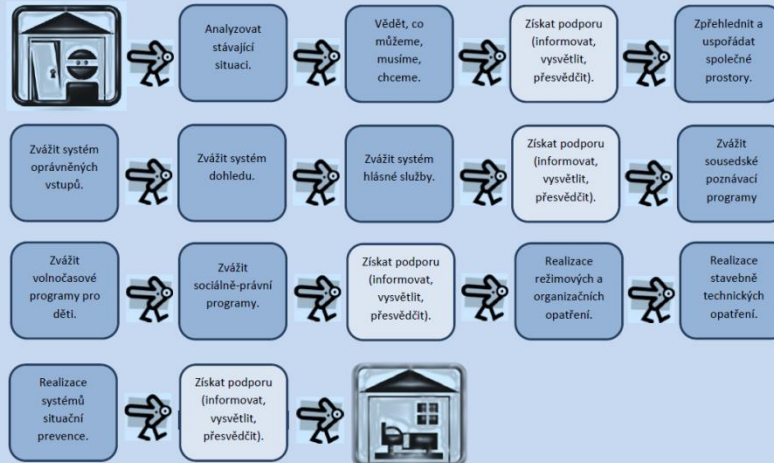 Analyzovat
stávající
situaci.
Vědět, co
můžeme,
musíme,
chceme.
Získat podporu
(informovat,
vysvětlit,
přesvědčit).
Zpřehlednit a
uspořádat
společné
prostory.
Zvážit systém
oprávněných
vstupů.
Zvážit systém
dohledu.
Zvážit systém
hlásné služby.
Získat podporu
(informovat,
vysvětlit,
přesvědčit).
Zvážit
sousedské
poznávací
programy
Zvážit
volnočasové
programy pro
děti.
Zvážit
sociálně-právní
programy.
Získat podporu
(informovat,
vysvětlit,
přesvědčit).
Realizace
režimových a
organizačních
opatření.
Realizace
stavebně
technických
opatření.
Realizace
systémů
situační
prevence.
Získat podporu
(informovat,
vysvětlit,
přesvědčit).